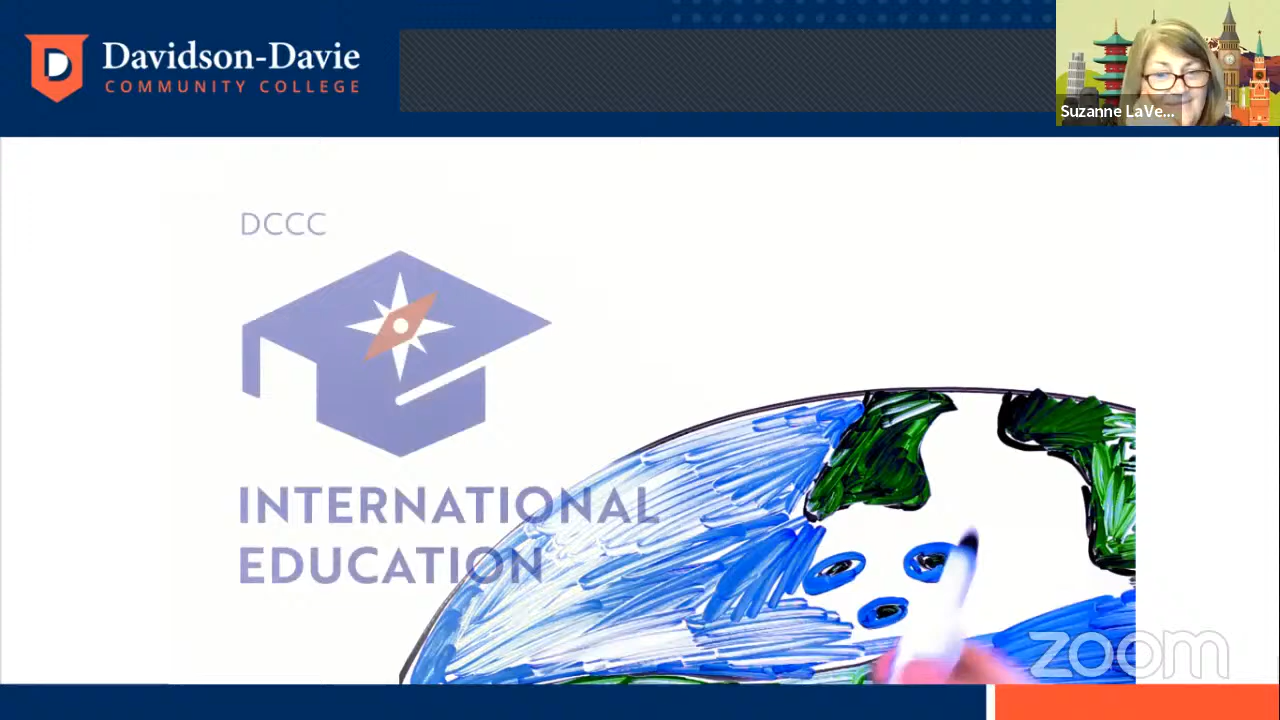 Davidson-Davie
COMMUNITY COLLEGE
Suzanne LaVe...
DCCC
INTERNATIONAL
EDUCATION
zoom